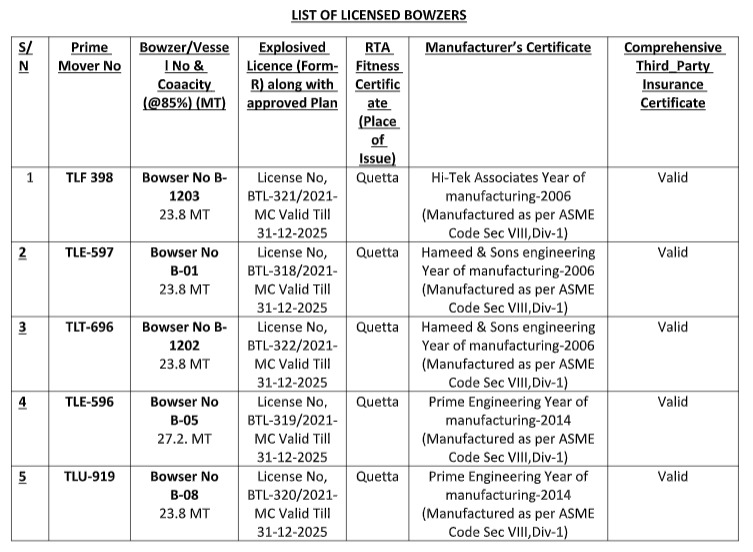 LIST OF LICENSED BOWZERS
S/
N
Prime
Mover No
Bowzer/Vesse
l No &
Coaacity
(@85%) (MT)
Explosived
Licence (Form-
R) along with
approved Plan
RTA
Fitness
Certific
ate
(Place
of
Issue)
Manufacturer's Certificate
Comprehensive
Third_Party
Insurance
Certificate
1
TLF 398
Bowser No B-
1203
23.8 MT
License No,
BTL-321/2021-
MC Valid Till
31-12-2025
Quetta
Hi-Tek Associates Year of
manufacturing-2006
(Manufactured as per ASME
Code Sec VIII,Div-1)
Valid
2
TLE-597
Bowser No
B-01
23.8 MT
License No,
BTL-318/2021-
MC Valid Till
31-12-2025
Quetta
Hameed & Sons engineering
Year of manufacturing-2006
(Manufactured as per ASME
Code Sec VIII,Div-1)
Valid
3
TLT-696
Bowser No B-
1202
23.8 MT
License No,
BTL-322/2021-
MC Valid Till
31-12-2025
Quetta
Hameed & Sons engineering
Year of manufacturing-2006
(Manufactured as per ASME
Code Sec VIII,Div-1)
Valid
4
TLE-596
Bowser No
B-05
27.2. MT
License No,
BTL-319/2021-
MC Valid Till
31-12-2025
Quetta
Prime Engineering Year of
manufacturing-2014
(Manufactured as per ASME
Code Sec VIII,Div-1)
Valid
5
TLU-919
Bowser No
B-08
23.8 MT
License No,
BTL-320/2021-
MC Valid Till
31-12-2025
Quetta
Prime Engineering Year of
manufacturing-2014
(Manufactured as per ASME
Code Sec VIII,Div-1)
Valid